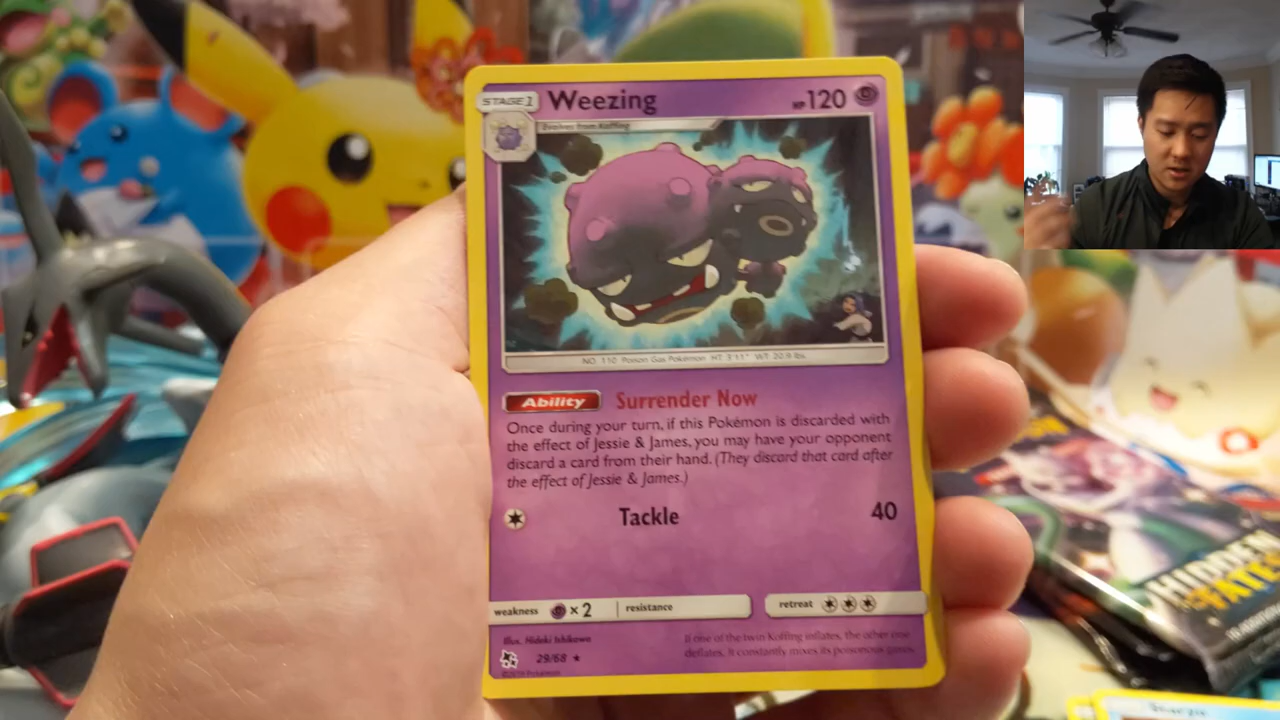 STAGE 1 Weezing HP 120
Evolves from Koffing
NO. 110 Poison Gas Pokémon HT: 3'11" WT: 20.9 lbs.
Ability Surrender Now
Once during your turn, if this Pokémon is discarded with
the effect of Jessie & James, you may have your opponent
discard a card from their hand. (They discard that card after
the effect of Jessie & James.)
Tackle 40
weakness ×2 resistance retreat
Illus. Hideki Ishikawa
If one of the twin Koffing inflates, the other one
deflates. It constantly mixes its poisonous gases.
29/68 ★
©2019 Pokémon
HIDDEN
FATES